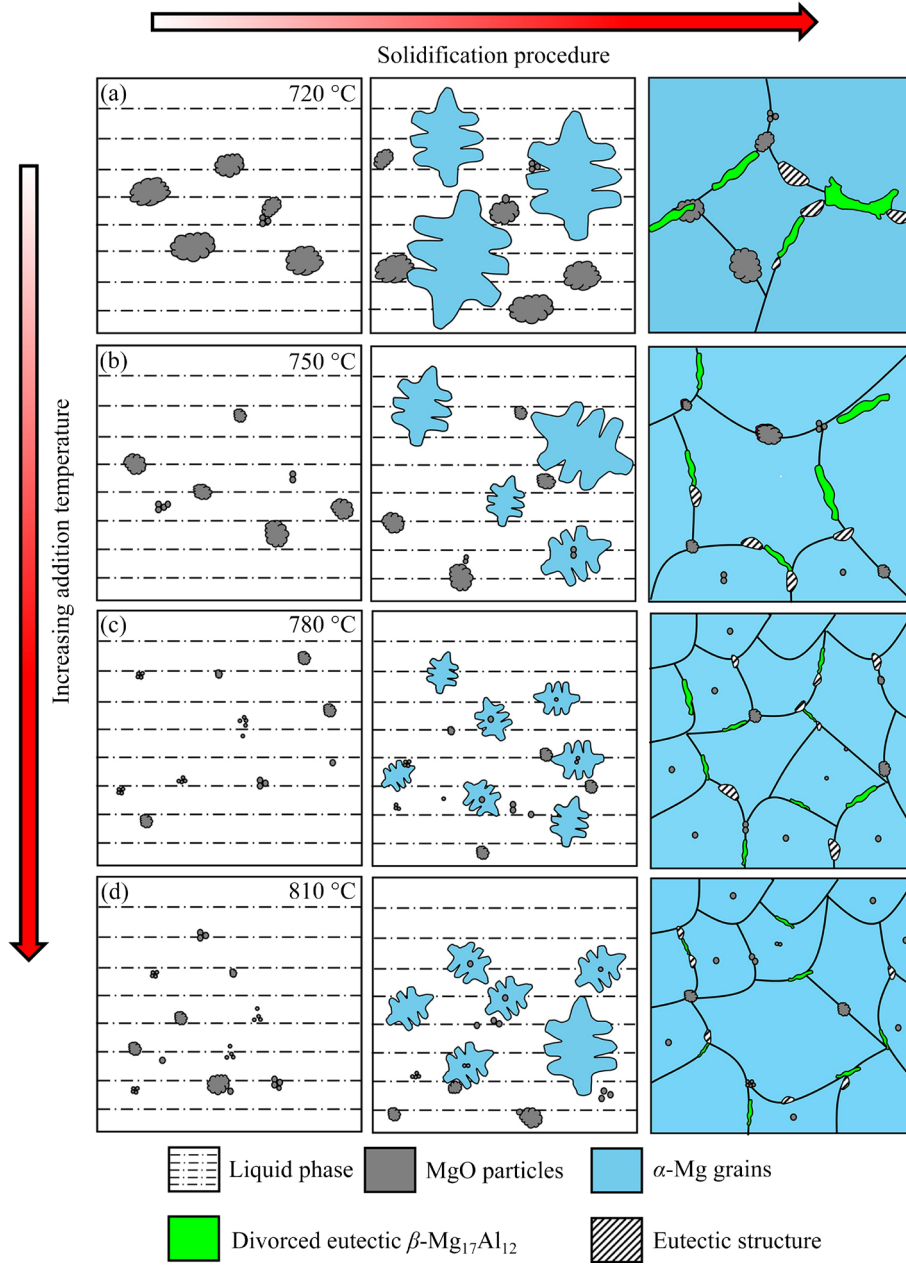 Solidification procedure
Increasing addition temperature
(a) 720 °C
(b) 750 °C
(c) 780 °C
(d) 810 °C
Liquid phase MgO particles α-Mg grains
Divorced eutectic β-Mg₁₇Al₁₂ Eutectic structure